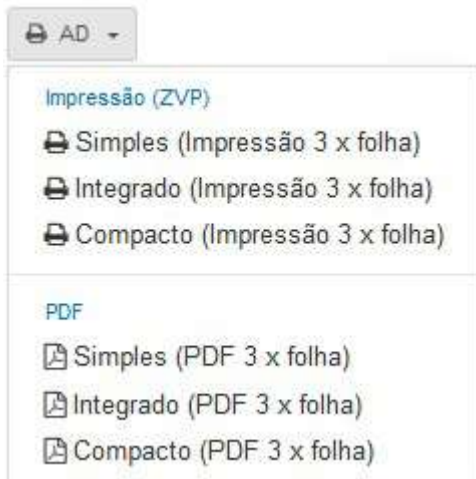 AD
Impressão (ZVP)
Simples (Impressão 3 x folha)
Integrado (Impressão 3 x folha)
Compacto (Impressão 3 x folha)
PDF
Simples (PDF 3 x folha)
Integrado (PDF 3 x folha)
Compacto (PDF 3 x folha)